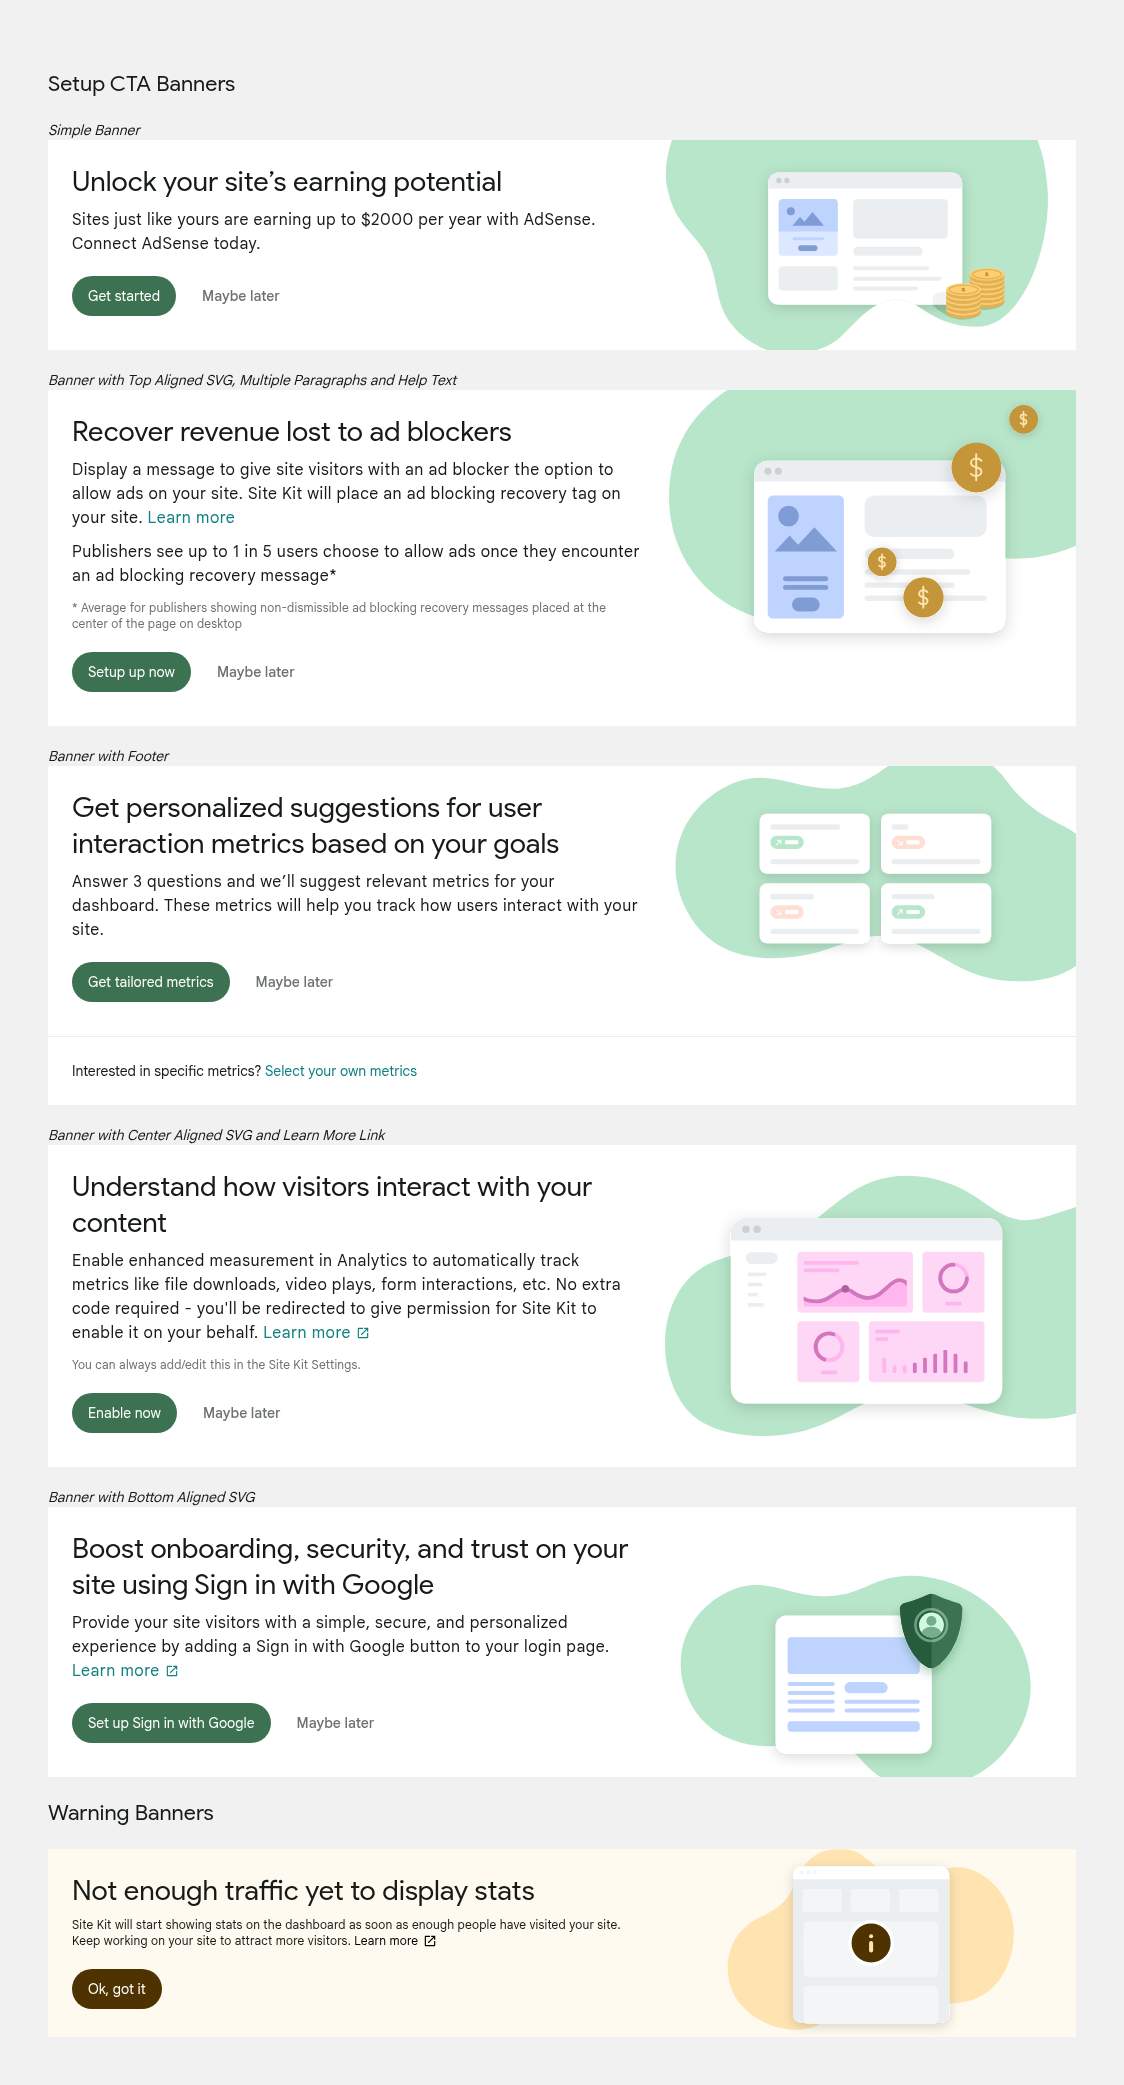 Setup CTA Banners
Simple Banner
Unlock your site’s earning potential
Sites just like yours are earning up to $2000 per year with AdSense.
Connect AdSense today.
Get started
Maybe later
Banner with Top Aligned SVG, Multiple Paragraphs and Help Text
Recover revenue lost to ad blockers
Display a message to give site visitors with an ad blocker the option to
allow ads on your site. Site Kit will place an ad blocking recovery tag on
your site. Learn more
Publishers see up to 1 in 5 users choose to allow ads once they encounter
an ad blocking recovery message*
* Average for publishers showing non-dismissible ad blocking recovery messages placed at the
center of the page on desktop
Setup up now
Maybe later
$
$
$
$
Banner with Footer
Get personalized suggestions for user
interaction metrics based on your goals
Answer 3 questions and we’ll suggest relevant metrics for your
dashboard. These metrics will help you track how users interact with your
site.
Get tailored metrics
Maybe later
Interested in specific metrics? Select your own metrics
Banner with Center Aligned SVG and Learn More Link
Understand how visitors interact with your
content
Enable enhanced measurement in Analytics to automatically track
metrics like file downloads, video plays, form interactions, etc. No extra
code required - you'll be redirected to give permission for Site Kit to
enable it on your behalf. Learn more
You can always add/edit this in the Site Kit Settings.
Enable now
Maybe later
Banner with Bottom Aligned SVG
Boost onboarding, security, and trust on your
site using Sign in with Google
Provide your site visitors with a simple, secure, and personalized
experience by adding a Sign in with Google button to your login page.
Learn more
Set up Sign in with Google
Maybe later
Warning Banners
Not enough traffic yet to display stats
Site Kit will start showing stats on the dashboard as soon as enough people have visited your site.
Keep working on your site to attract more visitors. Learn more
Ok, got it